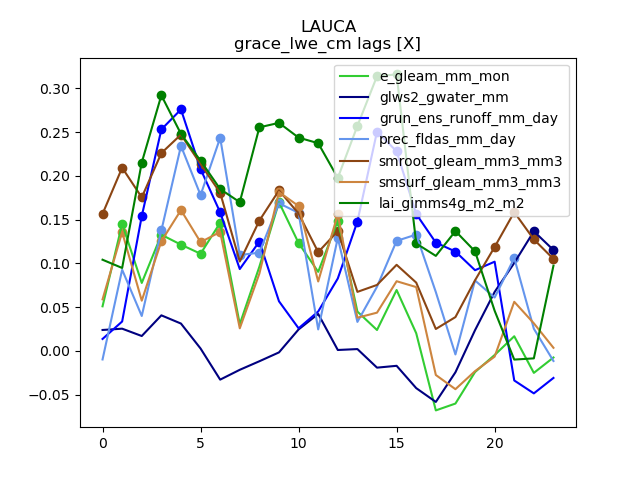 LAUCA
grace_lwe_cm lags [X]
e_gleam_mm_mon
glws2_gwater_mm
grun_ens_runoff_mm_day
prec_fldas_mm_day
smroot_gleam_mm3_mm3
smsurf_gleam_mm3_mm3
lai_gimms4g_m2_m2
0.30
0.25
0.20
0.15
0.10
0.05
0.00
−0.05
0 5 10 15 20